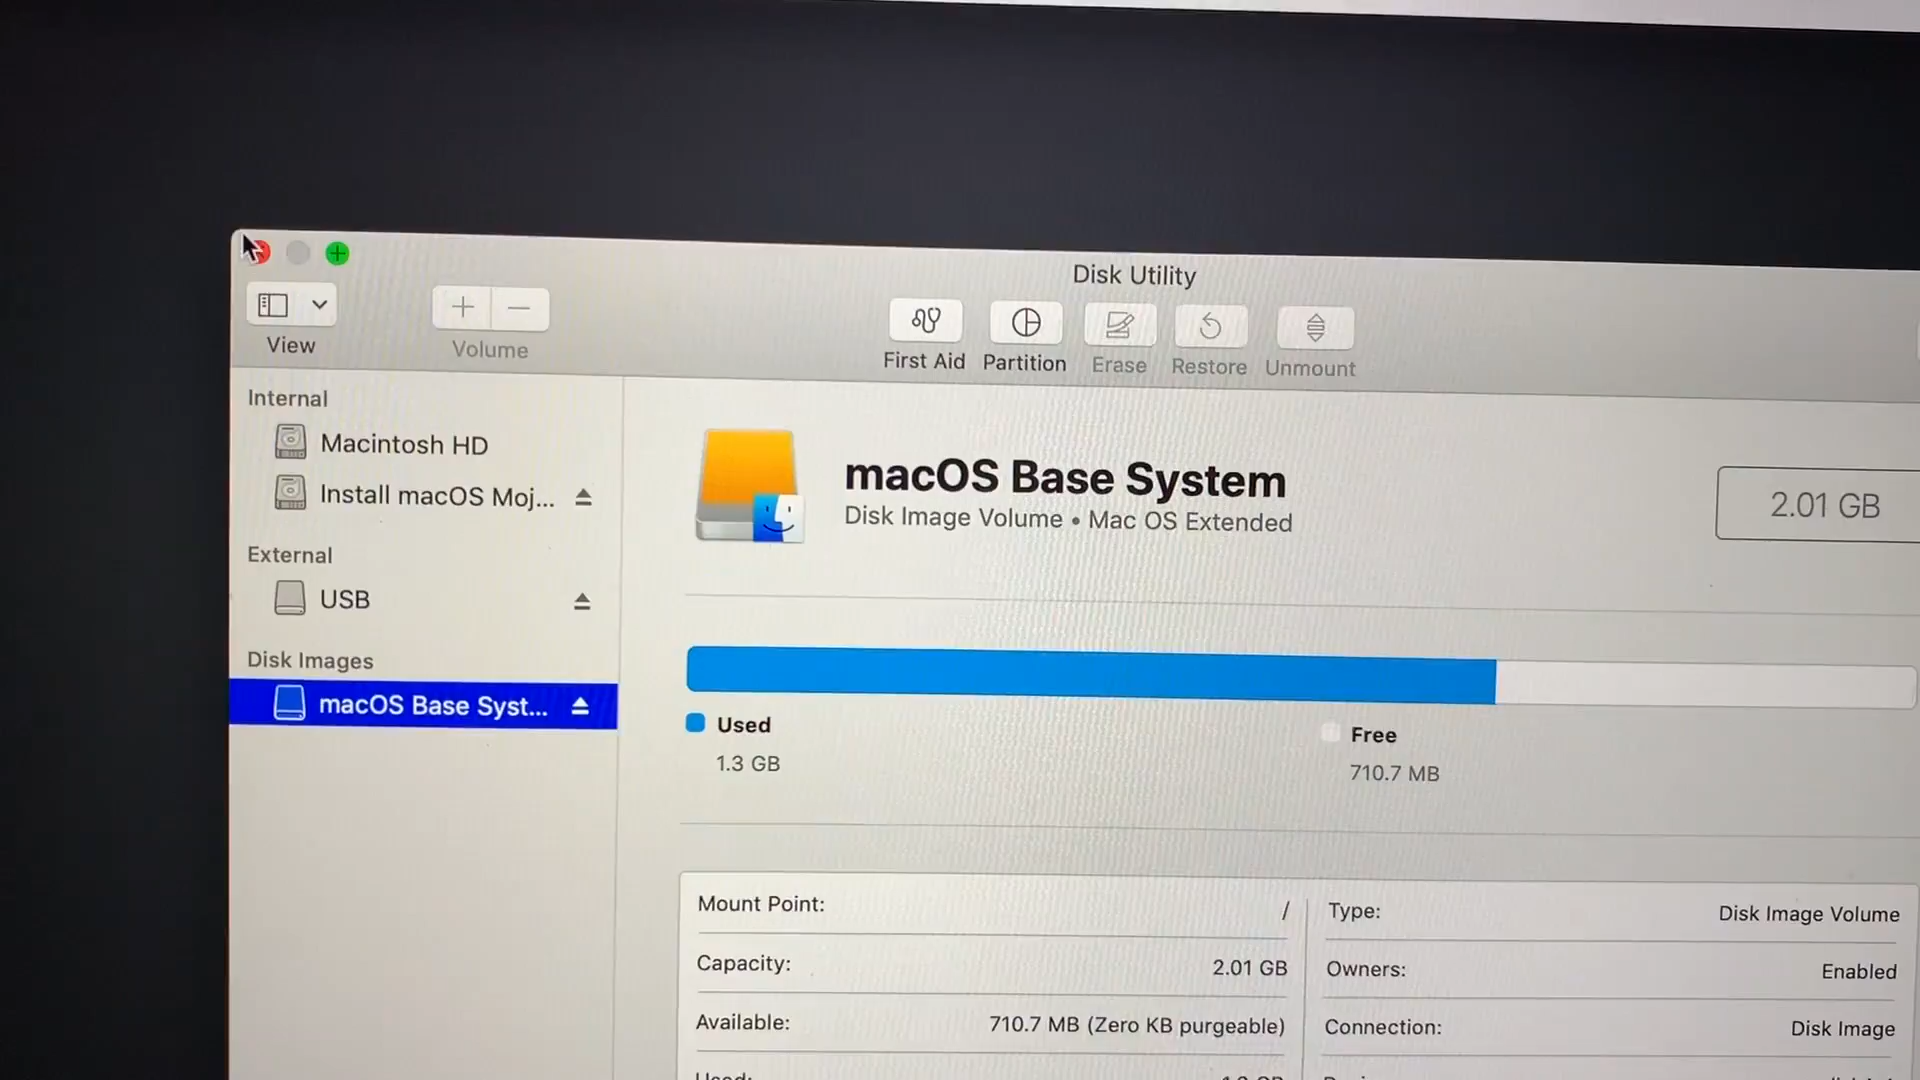 Disk Utility
View
Volume
First Aid
Partition
Erase
Restore
Unmount
Internal
Macintosh HD
Install macOS Moj...
External
USB
Disk Images
macOS Base Syst...
macOS Base System
Disk Image Volume • Mac OS Extended
2.01 GB
Used
1.3 GB
Free
710.7 MB
Mount Point: /
Capacity: 2.01 GB
Available: 710.7 MB (Zero KB purgeable)
Type: Disk Image Volume
Owners: Enabled
Connection: Disk Image